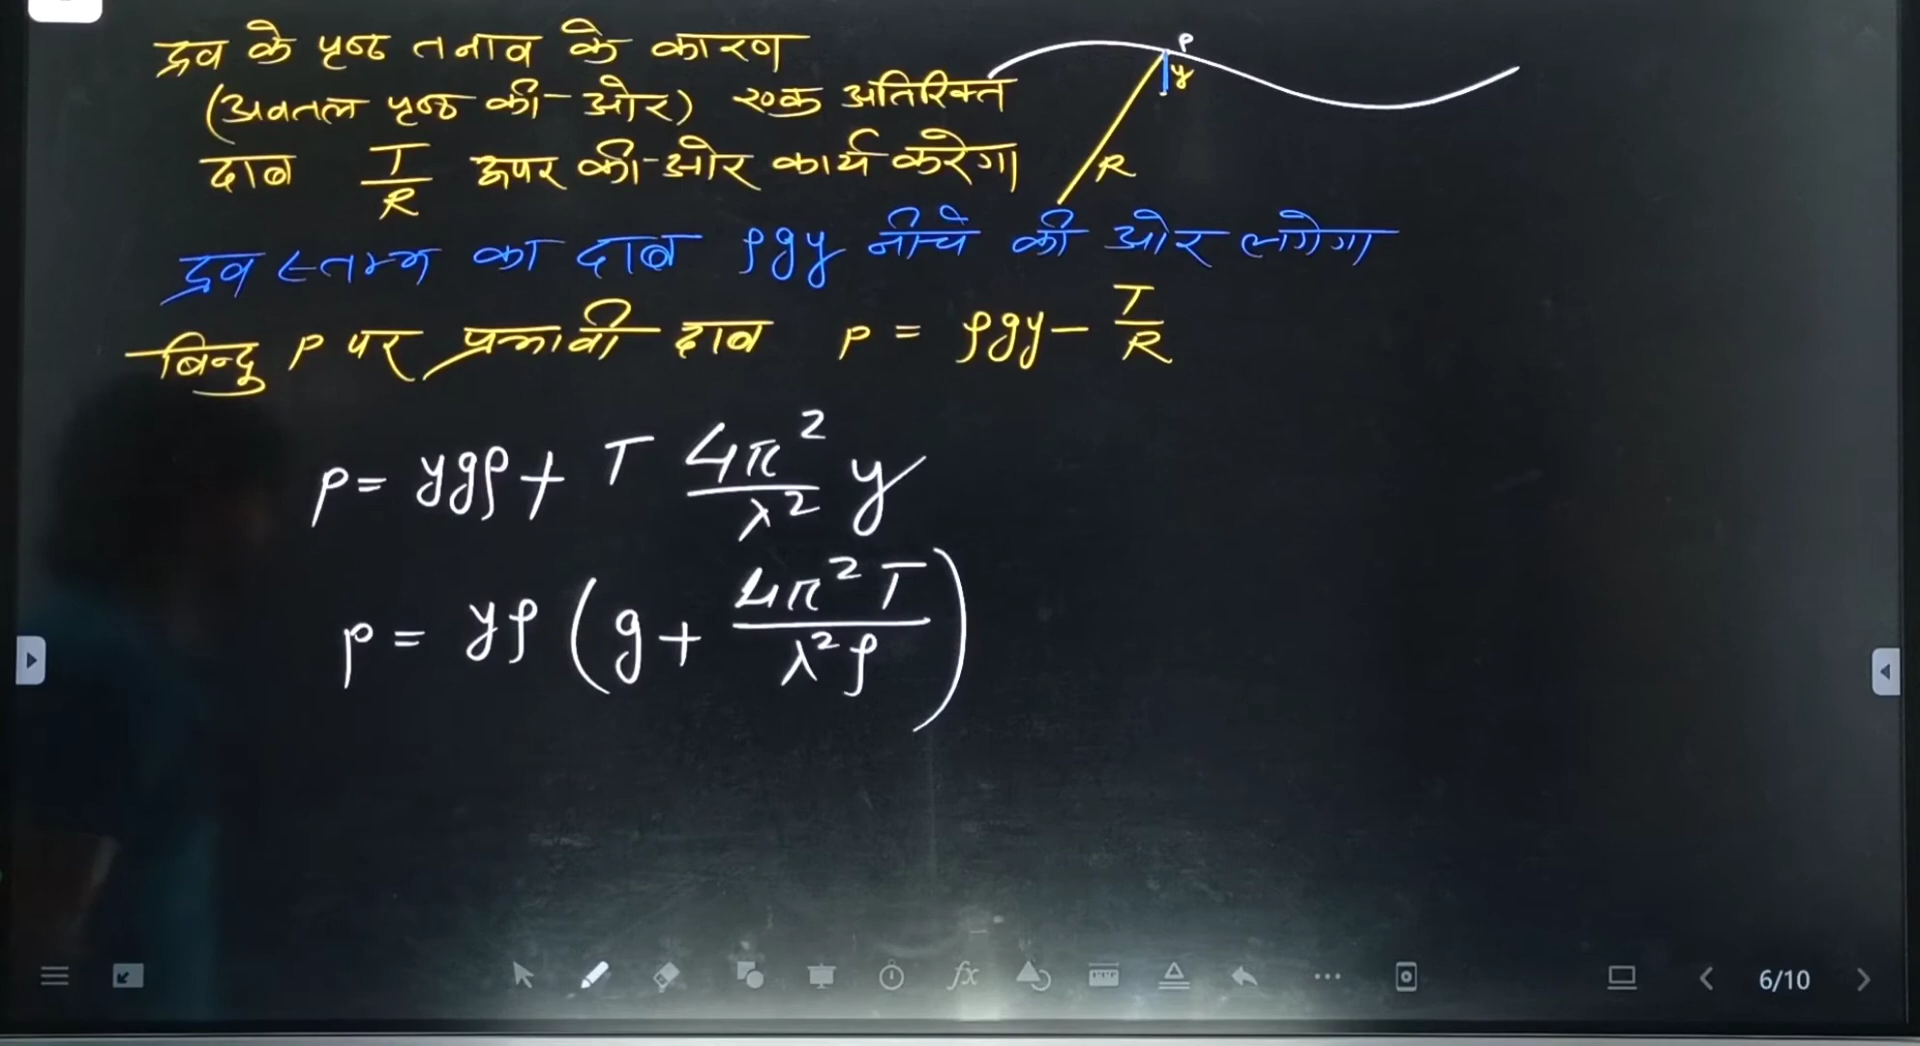 द्रव के पृष्ठ तनाव के कारण
(अवतल पृष्ठ की ओर) एक अतिरिक्त
दाब T/R ऊपर की ओर कार्य करेगा
P
y
R
द्रव स्तम्भ का दाब ρgy नीचे की ओर लगेगा
बिन्दु P पर प्रभावी दाब P = ρgy - T/R
P = ygρ + T 4π²/λ² y
P = yρ (g + 4π²T/λ²ρ)
6/10